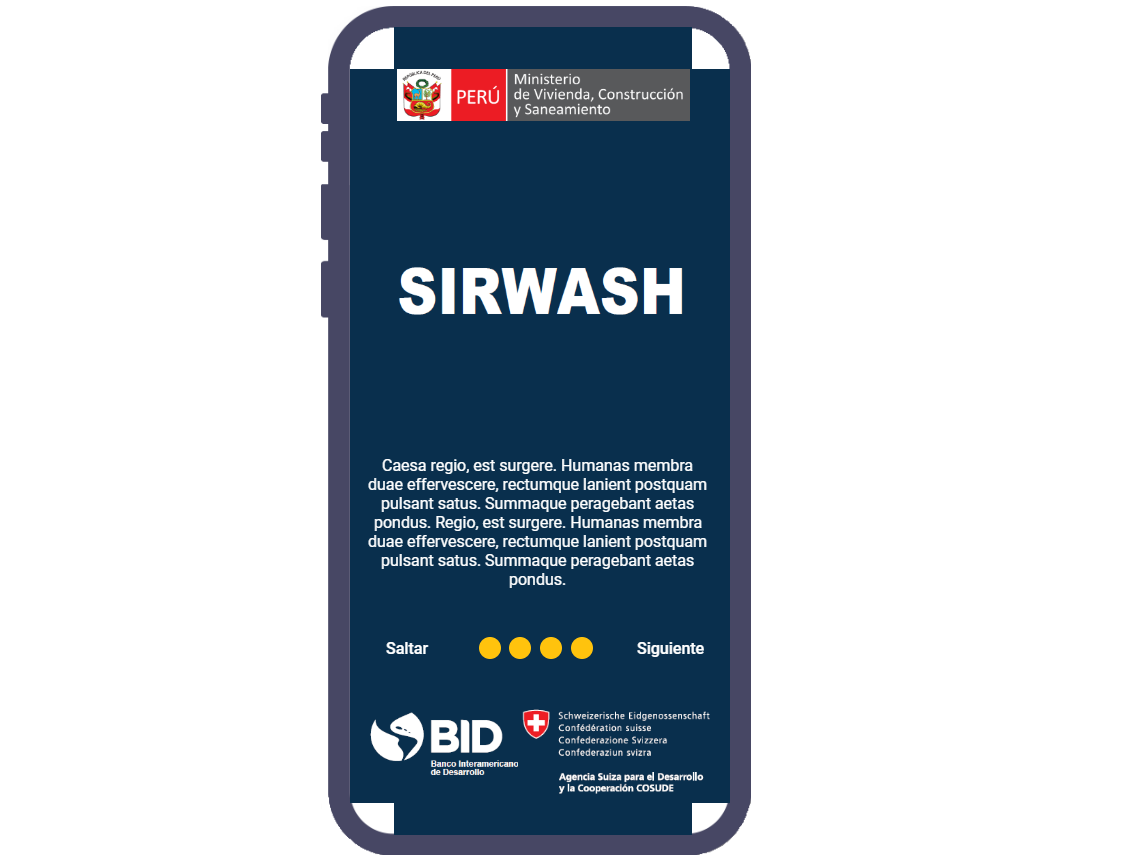 REPÚBLICA DEL PERÚ
PERÚ
Ministerio
de Vivienda, Construcción
y Saneamiento
SIRWASH
Caesa regio, est surgere. Humanas membra
duae effervescere, rectumque lanient postquam
pulsant satus. Summaque peragebant aetas
pondus. Regio, est surgere. Humanas membra
duae effervescere, rectumque lanient postquam
pulsant satus. Summaque peragebant aetas
pondus.
Saltar
Siguiente
BID
Banco Interamericano
de Desarrollo
Schweizerische Eidgenossenschaft
Confédération suisse
Confederazione Svizzera
Confederaziun svizra
Agencia Suiza para el Desarrollo
y la Cooperación COSUDE